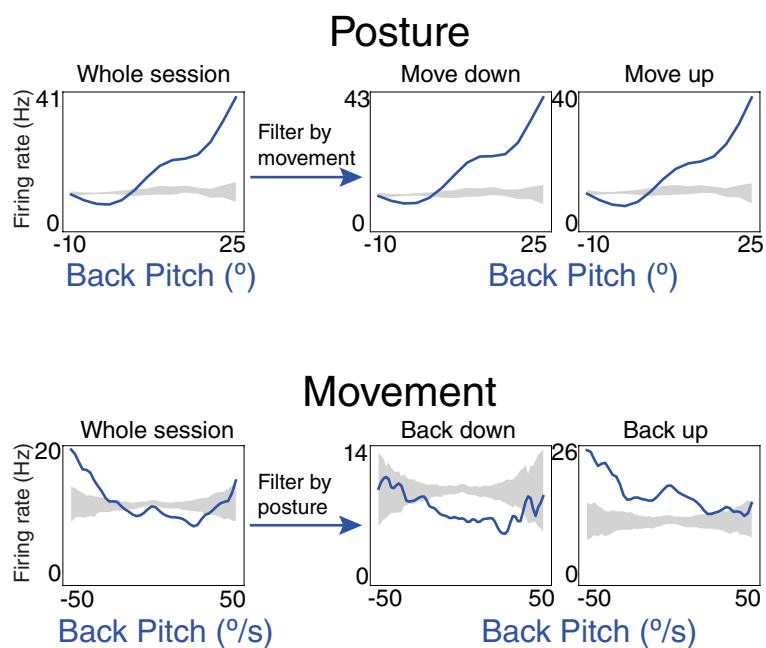 Posture
Whole session
Move down
Move up
Firing rate (Hz)
41
0
-10
25
Back Pitch (º)
Filter by
movement
43
0
-10
25
40
0
-10
25
Back Pitch (º)
Movement
Whole session
Back down
Back up
Firing rate (Hz)
20
0
-50
50
Back Pitch (º/s)
Filter by
posture
14
0
-50
50
26
0
-50
50
Back Pitch (º/s)